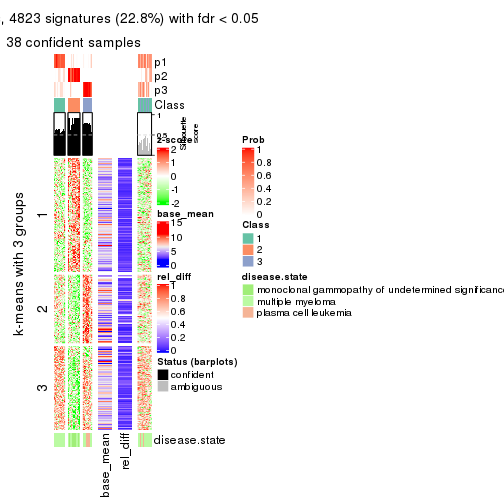 , 4823 signatures (22.8%) with fdr < 0.05
38 confident samples
p1
p2
p3
Class
1
0.5
Silhouette
score
k-means with 3 groups
1
2
3
z-score
2
1
0
-1
-2
base_mean
15
10
5
0
rel_diff
1
0.8
0.6
0.4
0.2
0
Status (barplots)
confident
ambiguous
Prob
1
0.8
0.6
0.4
0.2
0
Class
1
2
3
disease.state
monoclonal gammopathy of undetermined significance
multiple myeloma
plasma cell leukemia
disease.state
base_mean
rel_diff